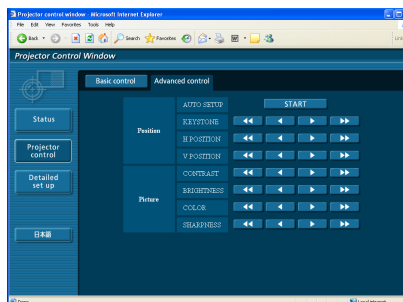 Projector control window - Microsoft Internet Explorer
File Edit View Favorites Tools Help
Back Search Favorites
Projector Control Window
Basic control Advanced control
Status
Projector
control
Detailed
set up
日本語
Position
AUTO SETUP START
KEYSTONE
H.POSITION
V.POSITION
Picture
CONTRAST
BRIGHTNESS
COLOR
SHARPNESS
Done
Local intranet